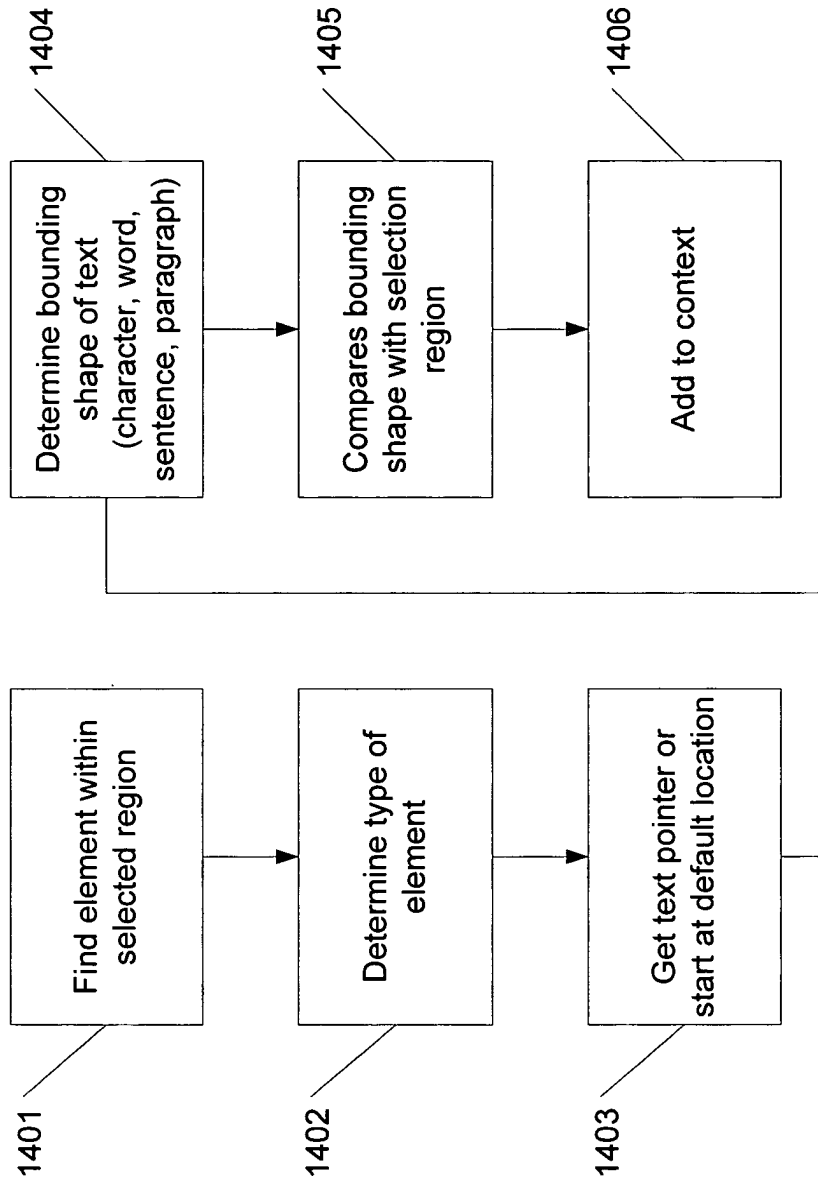 1401
Find element within
selected region
1402
Determine type of
element
1403
Get text pointer or
start at default location
1404
Determine bounding
shape of text
(character, word,
sentence, paragraph)
1405
Compares bounding
shape with selection
region
1406
Add to context